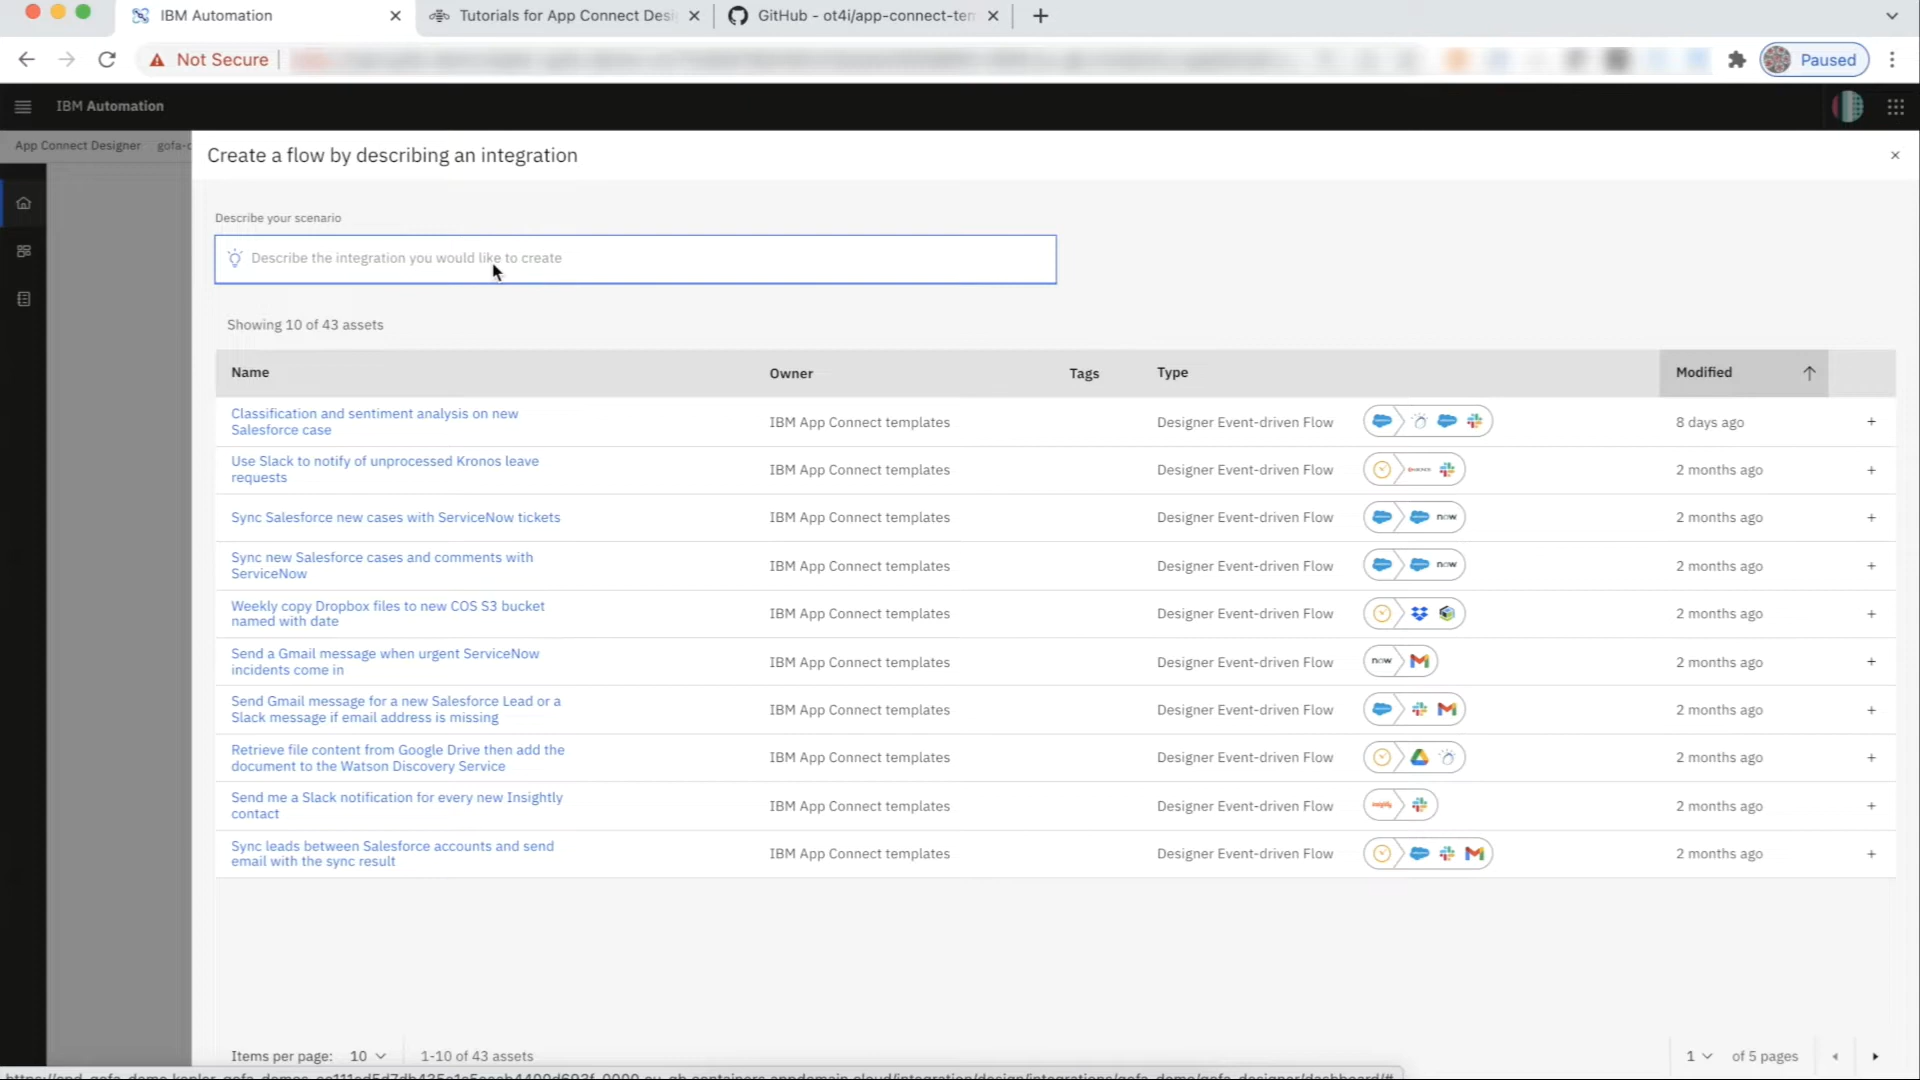 IBM Automation
Tutorials for App Connect Desi
GitHub - ot4i/app-connect-tem
Not Secure
Paused
IBM Automation
App Connect Designer gofa-d
Create a flow by describing an integration
Describe your scenario
Describe the integration you would like to create
Showing 10 of 43 assets
Name Owner Tags Type Modified
Classification and sentiment analysis on new
Salesforce case
IBM App Connect templates Designer Event-driven Flow 8 days ago
Use Slack to notify of unprocessed Kronos leave
requests
IBM App Connect templates Designer Event-driven Flow 2 months ago
Sync Salesforce new cases with ServiceNow tickets IBM App Connect templates Designer Event-driven Flow now 2 months ago
Sync new Salesforce cases and comments with
ServiceNow
IBM App Connect templates Designer Event-driven Flow now 2 months ago
Weekly copy Dropbox files to new COS S3 bucket
named with date
IBM App Connect templates Designer Event-driven Flow 2 months ago
Send a Gmail message when urgent ServiceNow
incidents come in
IBM App Connect templates Designer Event-driven Flow now 2 months ago
Send Gmail message for a new Salesforce Lead or a
Slack message if email address is missing
IBM App Connect templates Designer Event-driven Flow 2 months ago
Retrieve file content from Google Drive then add the
document to the Watson Discovery Service
IBM App Connect templates Designer Event-driven Flow 2 months ago
Send me a Slack notification for every new Insightly
contact
IBM App Connect templates Designer Event-driven Flow 2 months ago
Sync leads between Salesforce accounts and send
email with the sync result
IBM App Connect templates Designer Event-driven Flow 2 months ago
Items per page: 10 1-10 of 43 assets 1 of 5 pages